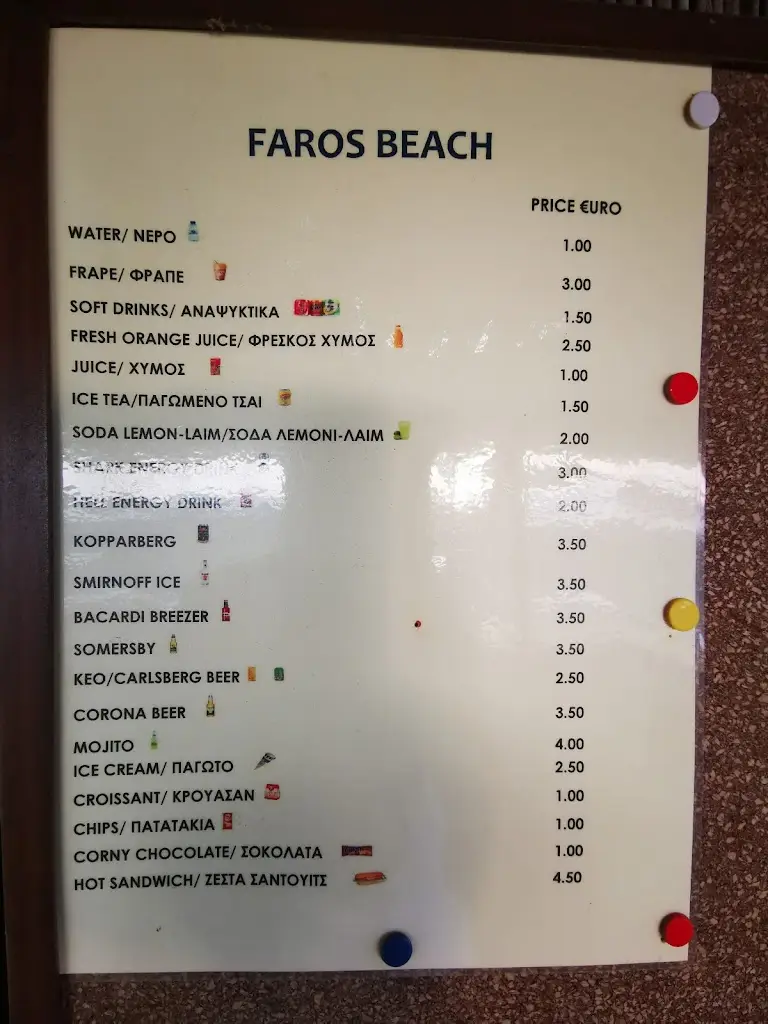 FAROS BEACH
PRICE €URO
WATER/ ΝΕΡΟ 1.00
FRAPE/ ΦΡΑΠΕ 3.00
SOFT DRINKS/ ΑΝΑΨΥΚΤΙΚΑ 1.50
FRESH ORANGE JUICE/ ΦΡΕΣΚΟΣ ΧΥΜΟΣ 2.50
JUICE/ ΧΥΜΟΣ 1.00
ICE TEA/ΠΑΓΩΜΕΝΟ ΤΣΑΙ 1.50
SODA LEMON-LAIM/ΣΟΔΑ ΛΕΜΟΝΙ-ΛΑΙΜ 2.00
SHARK ENERGY DRINK 3.00
HELL ENERGY DRINK 2.00
KOPPARBERG 3.50
SMIRNOFF ICE 3.50
BACARDI BREEZER 3.50
SOMERSBY 3.50
KEO/CARLSBERG BEER 2.50
CORONA BEER 3.50
MOJITO 4.00
ICE CREAM/ ΠΑΓΩΤΟ 2.50
CROISSANT/ ΚΡΟΥΑΣΑΝ 1.00
CHIPS/ ΠΑΤΑΤΑΚΙΑ 1.00
CORNY CHOCOLATE/ ΣΟΚΟΛΑΤΑ 1.00
HOT SANDWICH/ ΖΕΣΤΑ ΣΑΝΤΟΥΙΤΣ 4.50